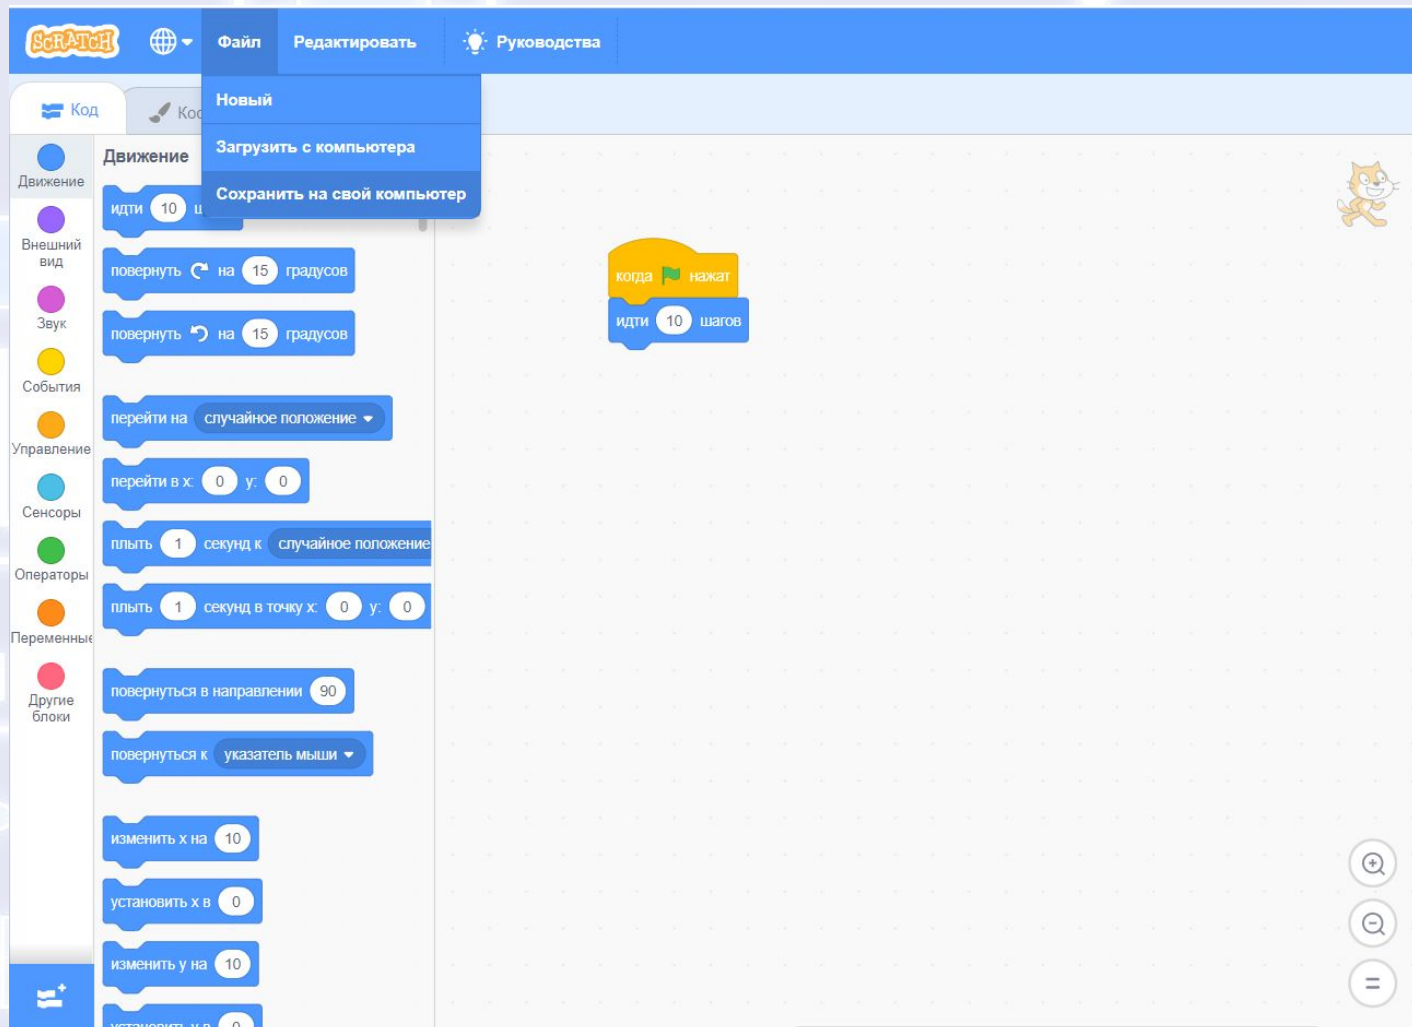 SCRATCH
Файл
Редактировать
Руководства
Код
Новый
Загрузить с компьютера
Сохранить на свой компьютер
Движение
Внешний
вид
Звук
События
Управление
Сенсоры
Операторы
Переменные
Другие
блоки
Движение
идти 10
повернуть на 15 градусов
повернуть на 15 градусов
перейти на случайное положение
перейти в x: 0 y: 0
плыть 1 секунд к случайное положение
плыть 1 секунд в точку x: 0 y: 0
повернуться в направлении 90
повернуться к указатель мыши
изменить x на 10
установить x в 0
изменить y на 10
установить y в 0
когда нажат
идти 10 шагов